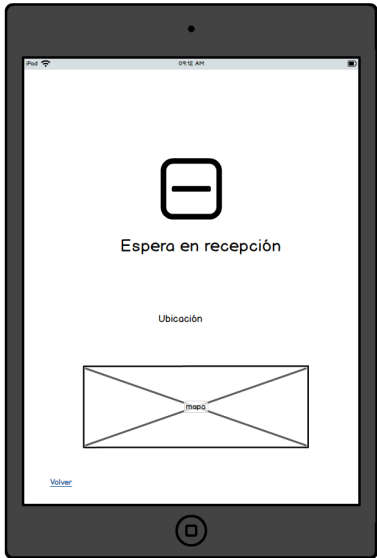 iPad 09:12 AM
Espera en recepción
Ubicación
mapa
Volver